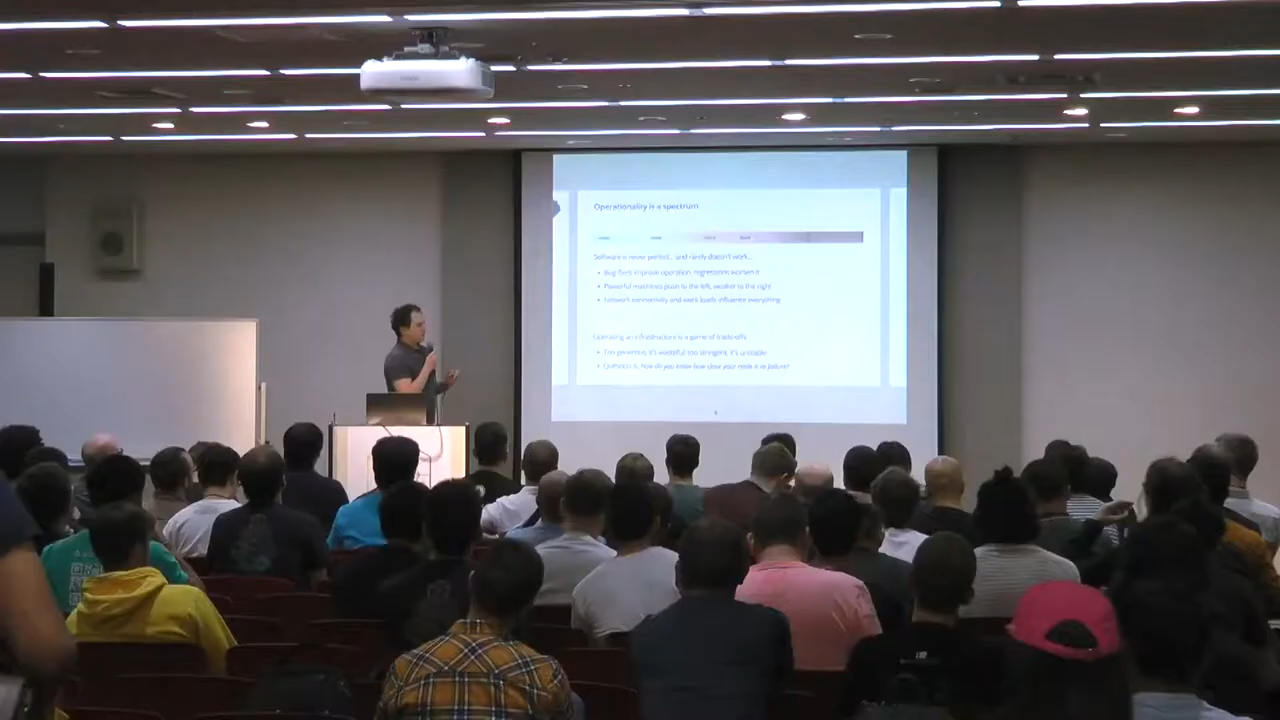 Operationality is a spectrum
Software is never perfect... and rarely doesn't work...
• Bug-fixes improve operation, regressions worsen it
• Powerful machines push to the left, weaker to the right
• Network connectivity and work loads influence everything
Operating an infrastructure is a game of trade-offs
• Too generous, it's wasteful; too stringent, it's unstable
• Question is, how do you know how close your node is to failure?